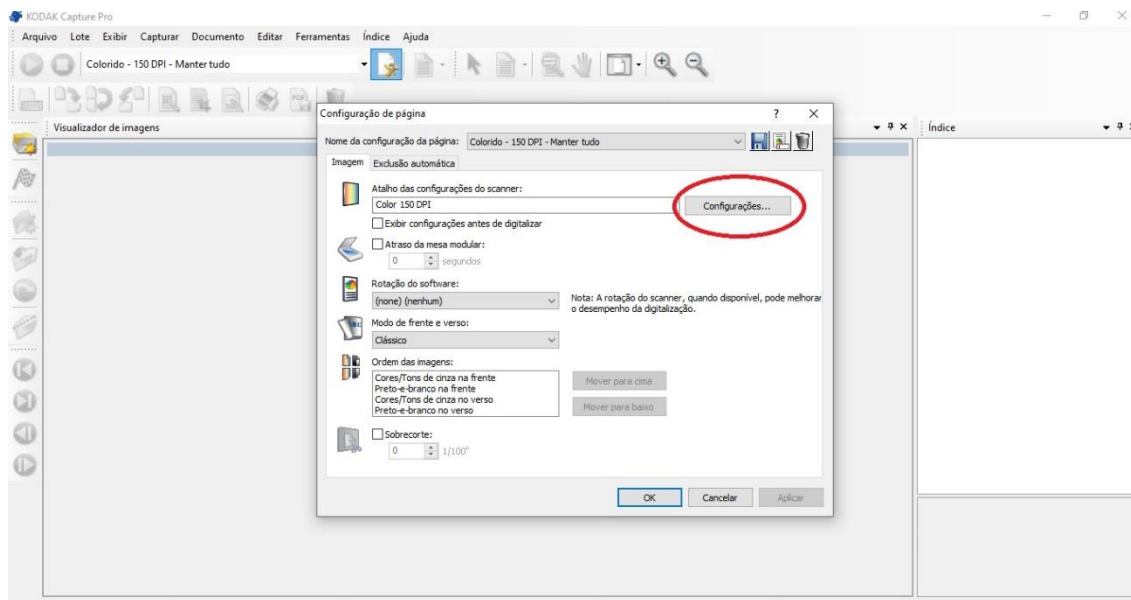 KODAK Capture Pro
Arquivo Lote Exibir Capturar Documento Editar Ferramentas Índice Ajuda
Colorido - 150 DPI - Manter tudo
Visualizador de imagens
Índice
Configuração de página
Nome da configuração da página: Colorido - 150 DPI - Manter tudo
Imagem Exclusão automática
Atalho das configurações do scanner:
Color 150 DPI
Configurações...
Exibir configurações antes de digitalizar
Atraso da mesa modular:
0 segundos
Rotação do software:
(none) (nenhum)
Nota: A rotação do scanner, quando disponível, pode melhorar
o desempenho da digitalização.
Modo de frente e verso:
Clássico
Ordem das imagens:
Cores/Tons de cinza na frente
Preto-e-branco na frente
Cores/Tons de cinza no verso
Preto-e-branco no verso
Mover para cima
Mover para baixo
Sobrecorte:
0 1/100"
OK Cancelar Aplicar